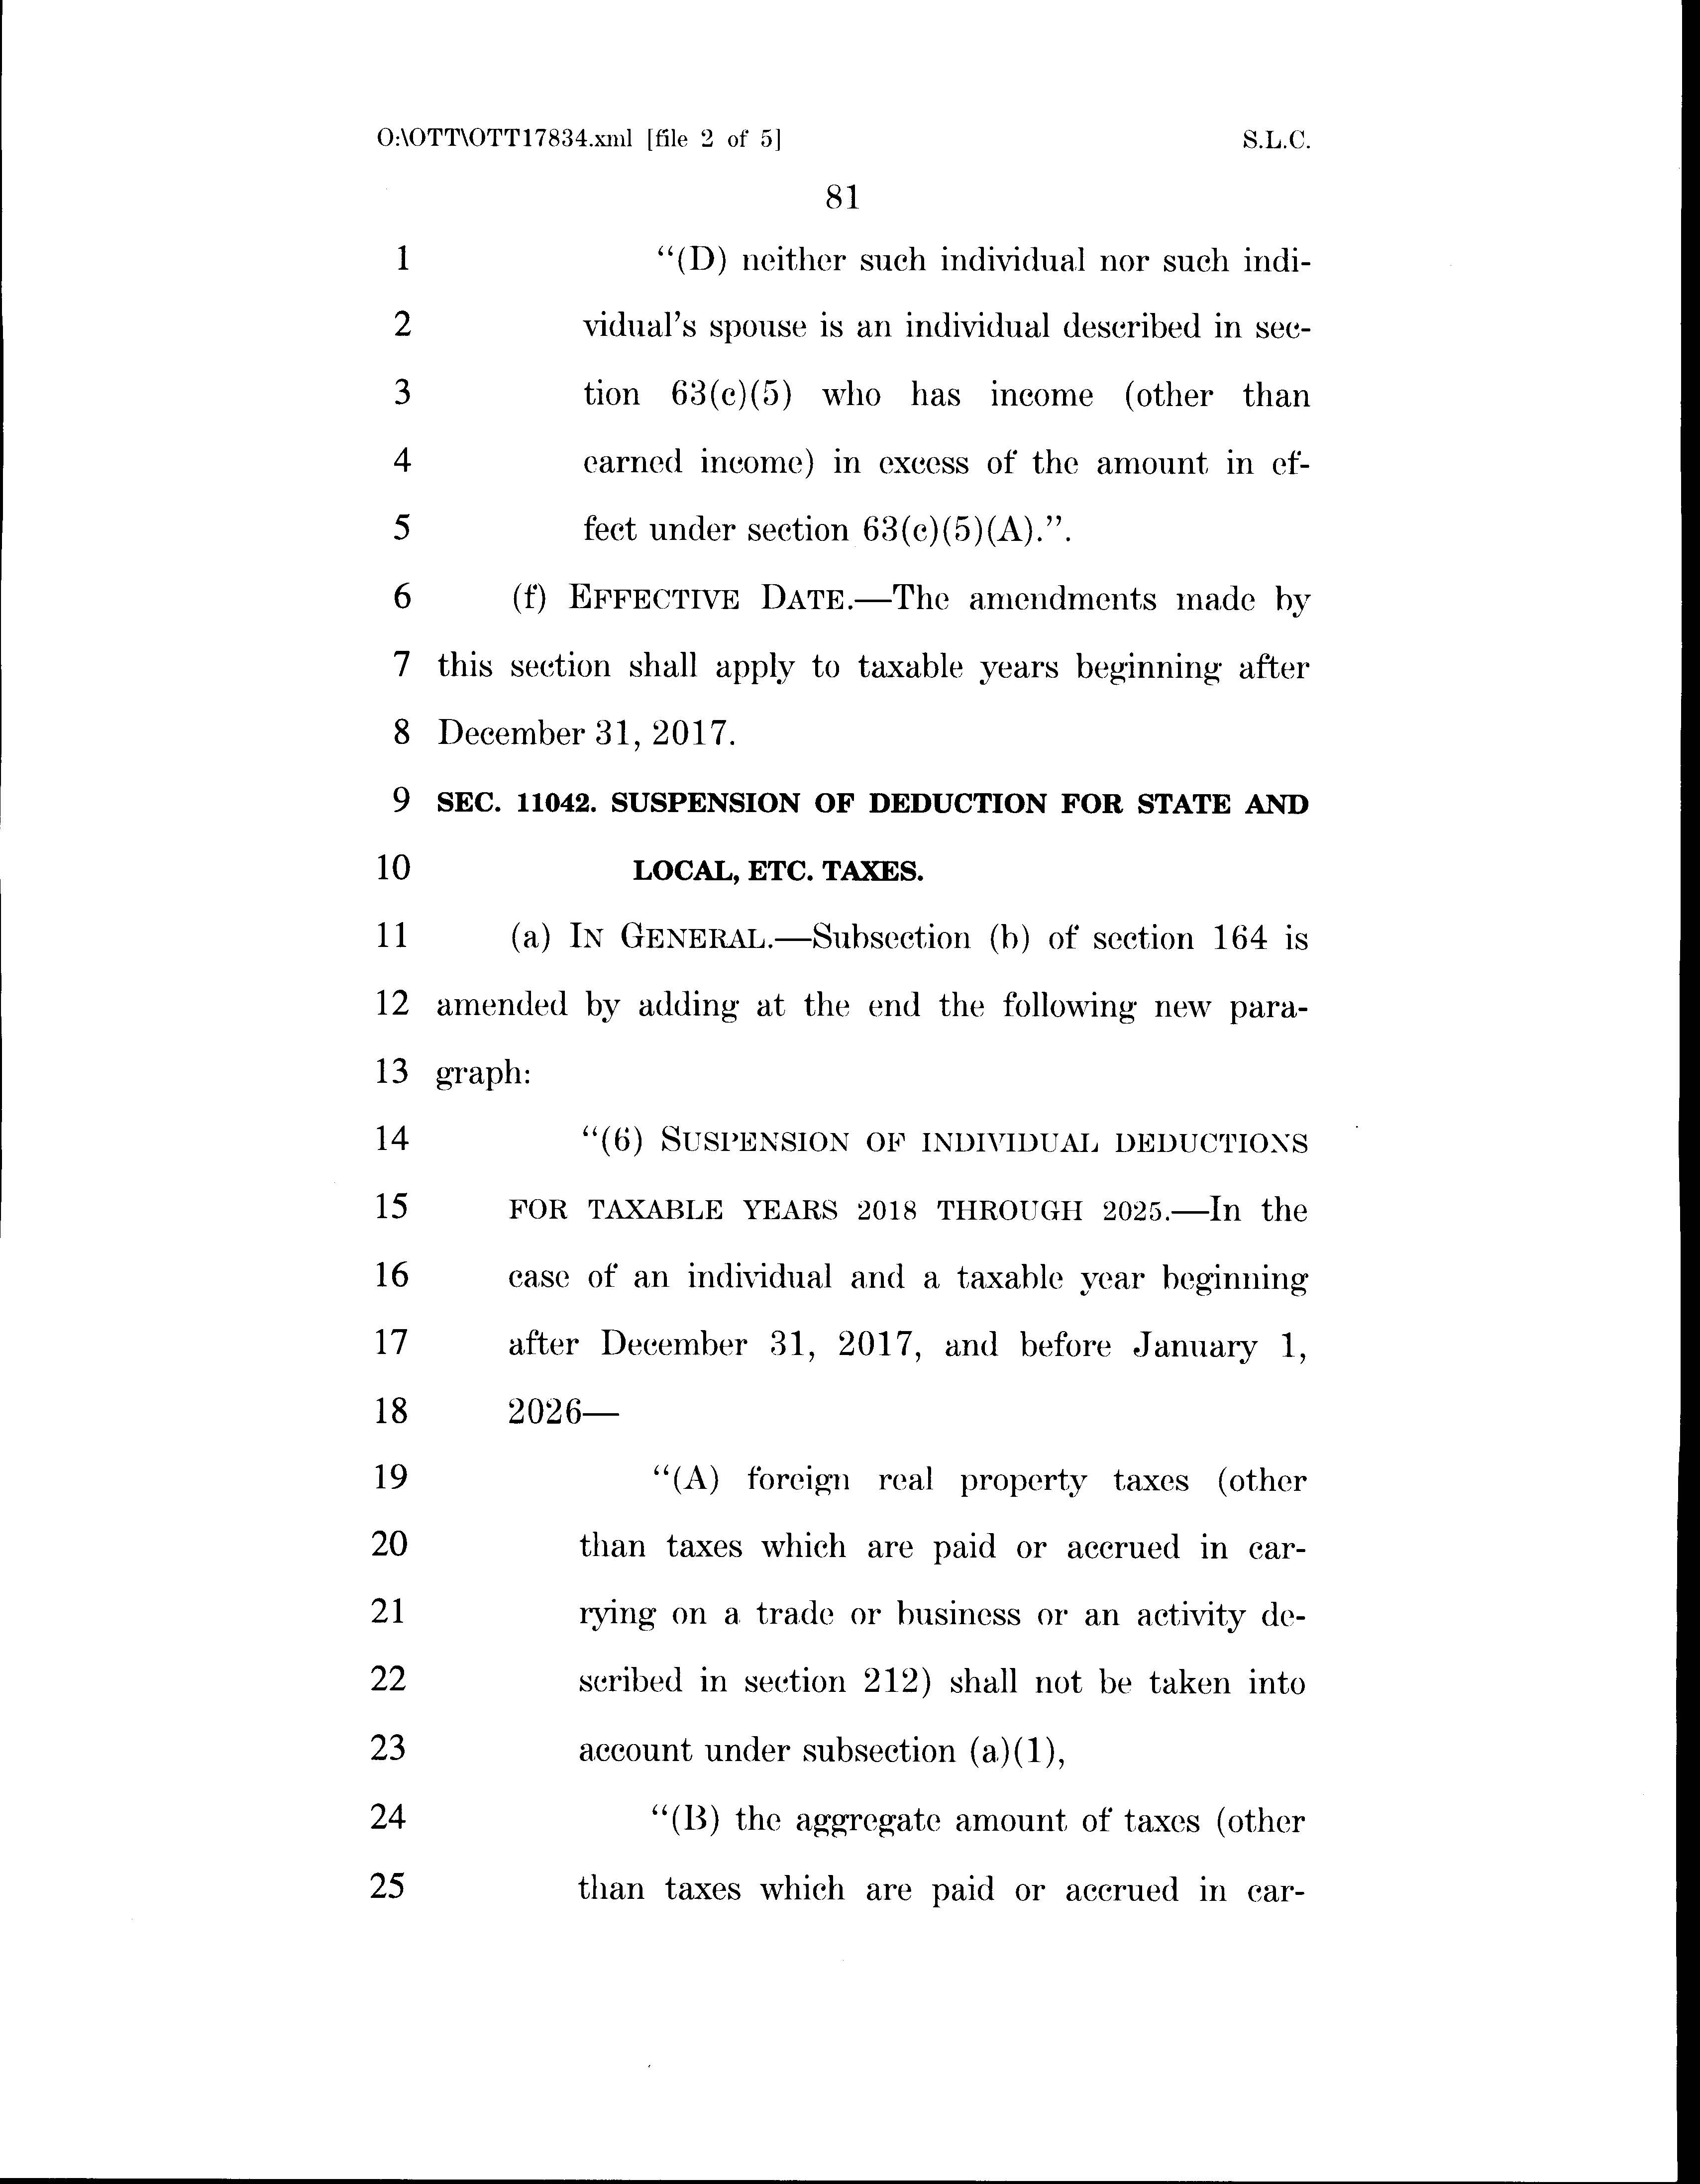 O:\OTT\OTT17834.xml [file 2 of 5] S.L.C.
81
1 “(D) neither such individual nor such indi-
2 vidual’s spouse is an individual described in sec-
3 tion 63(c)(5) who has income (other than
4 earned income) in excess of the amount in ef-
5 fect under section 63(c)(5)(A).”.
6 (f) EFFECTIVE DATE.—The amendments made by
7 this section shall apply to taxable years beginning after
8 December 31, 2017.
9 SEC. 11042. SUSPENSION OF DEDUCTION FOR STATE AND
10 LOCAL, ETC. TAXES.
11 (a) IN GENERAL.—Subsection (b) of section 164 is
12 amended by adding at the end the following new para-
13 graph:
14 “(6) SUSPENSION OF INDIVIDUAL DEDUCTIONS
15 FOR TAXABLE YEARS 2018 THROUGH 2025.—In the
16 case of an individual and a taxable year beginning
17 after December 31, 2017, and before January 1,
18 2026—
19 “(A) foreign real property taxes (other
20 than taxes which are paid or accrued in car-
21 rying on a trade or business or an activity de-
22 scribed in section 212) shall not be taken into
23 account under subsection (a)(1),
24 “(B) the aggregate amount of taxes (other
25 than taxes which are paid or accrued in car-